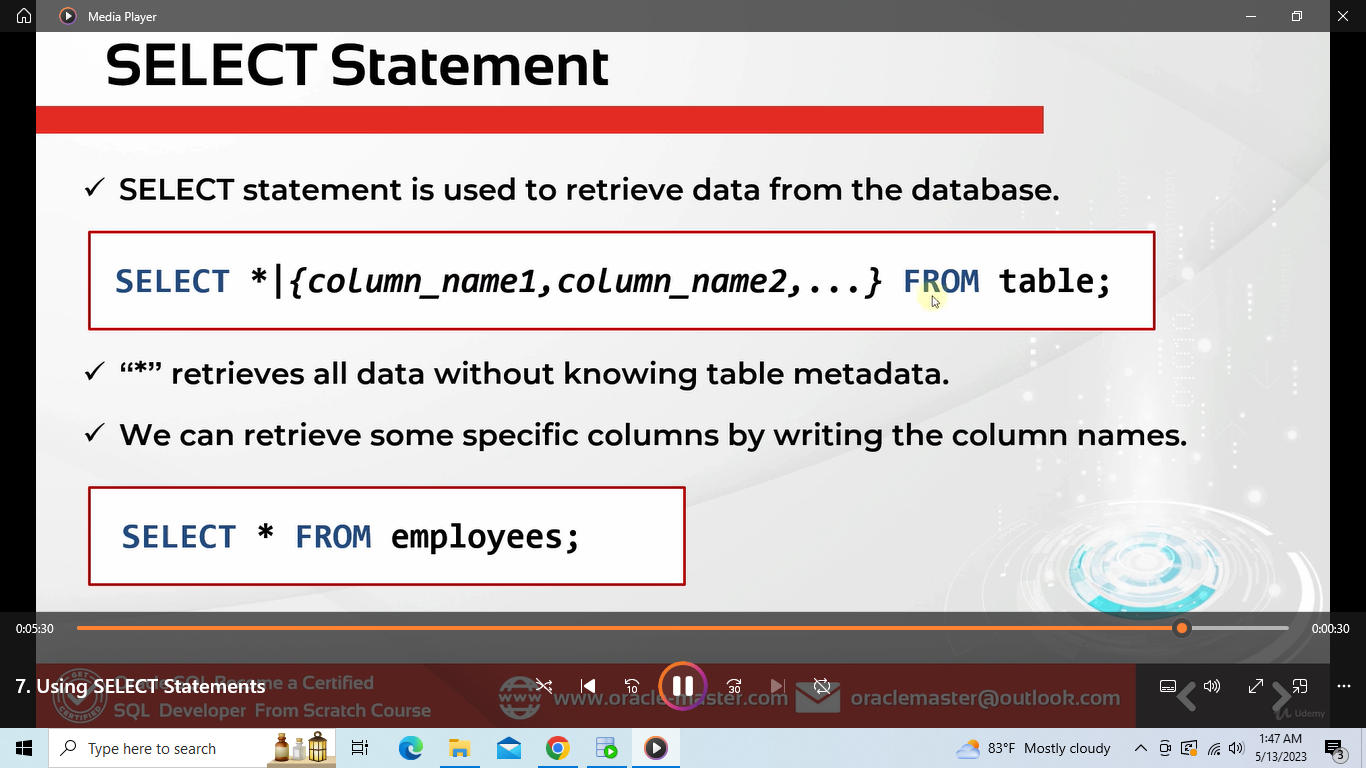 Media Player
SELECT Statement
✓ SELECT statement is used to retrieve data from the database.
SELECT *|{column_name1,column_name2,...} FROM table;
✓ “*” retrieves all data without knowing table metadata.
✓ We can retrieve some specific columns by writing the column names.
SELECT * FROM employees;
0:05:30
0:00:30
7. Using SELECT Statements
Become a Certified
SQL Developer From Scratch Course
10
30
www.oracle-master.com
oraclemaster@outlook.com
Udemy
CERTIFIED
Type here to search
83°F Mostly cloudy
1:47 AM
5/13/2023
3